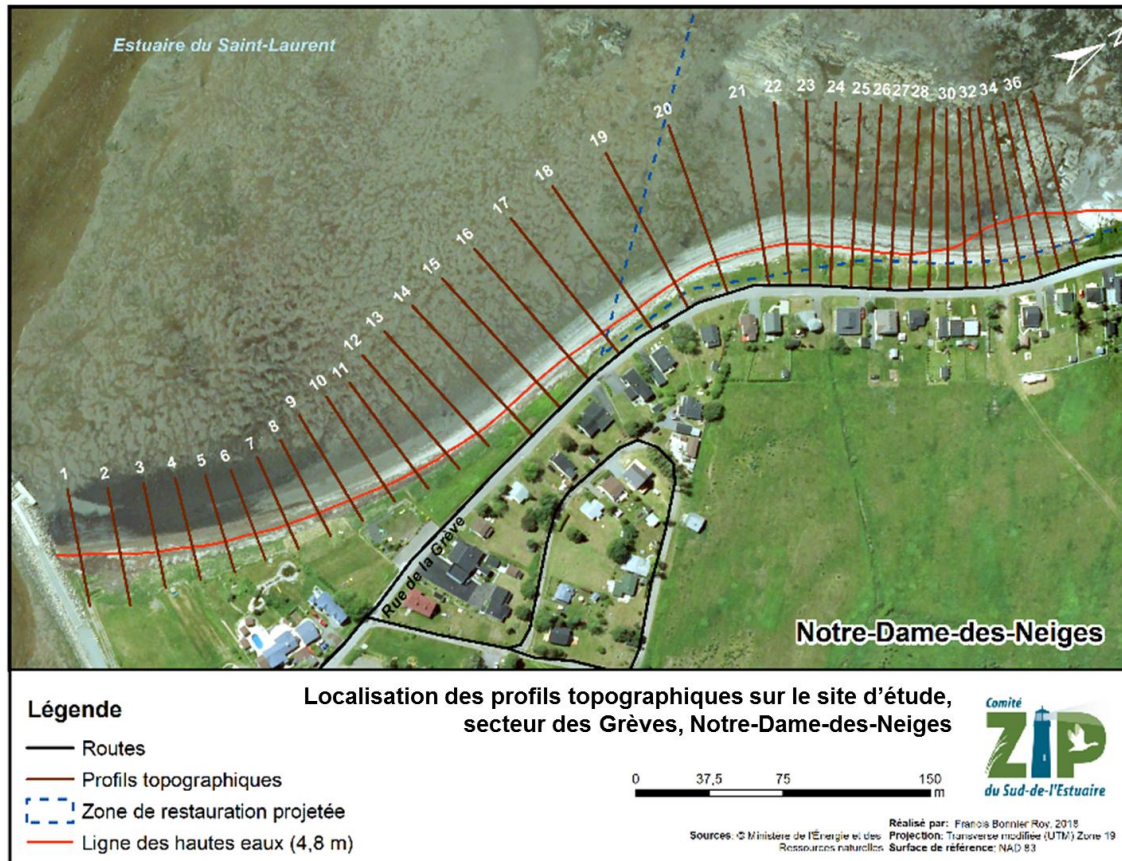 Estuaire du Saint-Laurent
1
2
3
4
5
6
7
8
9
10
11
12
13
14
15
16
17
18
19
20
21
22
23
24
25
26
27
28
30
32
34
36
Rue de la Grève
Notre-Dame-des-Neiges
Légende
Routes
Profils topographiques
Zone de restauration projetée
Ligne des hautes eaux (4,8 m)
Localisation des profils topographiques sur le site d'étude,
secteur des Grèves, Notre-Dame-des-Neiges
0 37,5 75 150
m
Comité
ZIP
du Sud-de-l'Estuaire
Réalisé par: Francis Bonnier Roy, 2018
Sources: © Ministère de l'Énergie et des Projection: Transverse modifiée (UTM) Zone 19
Ressources naturelles Surface de référence: NAD 83